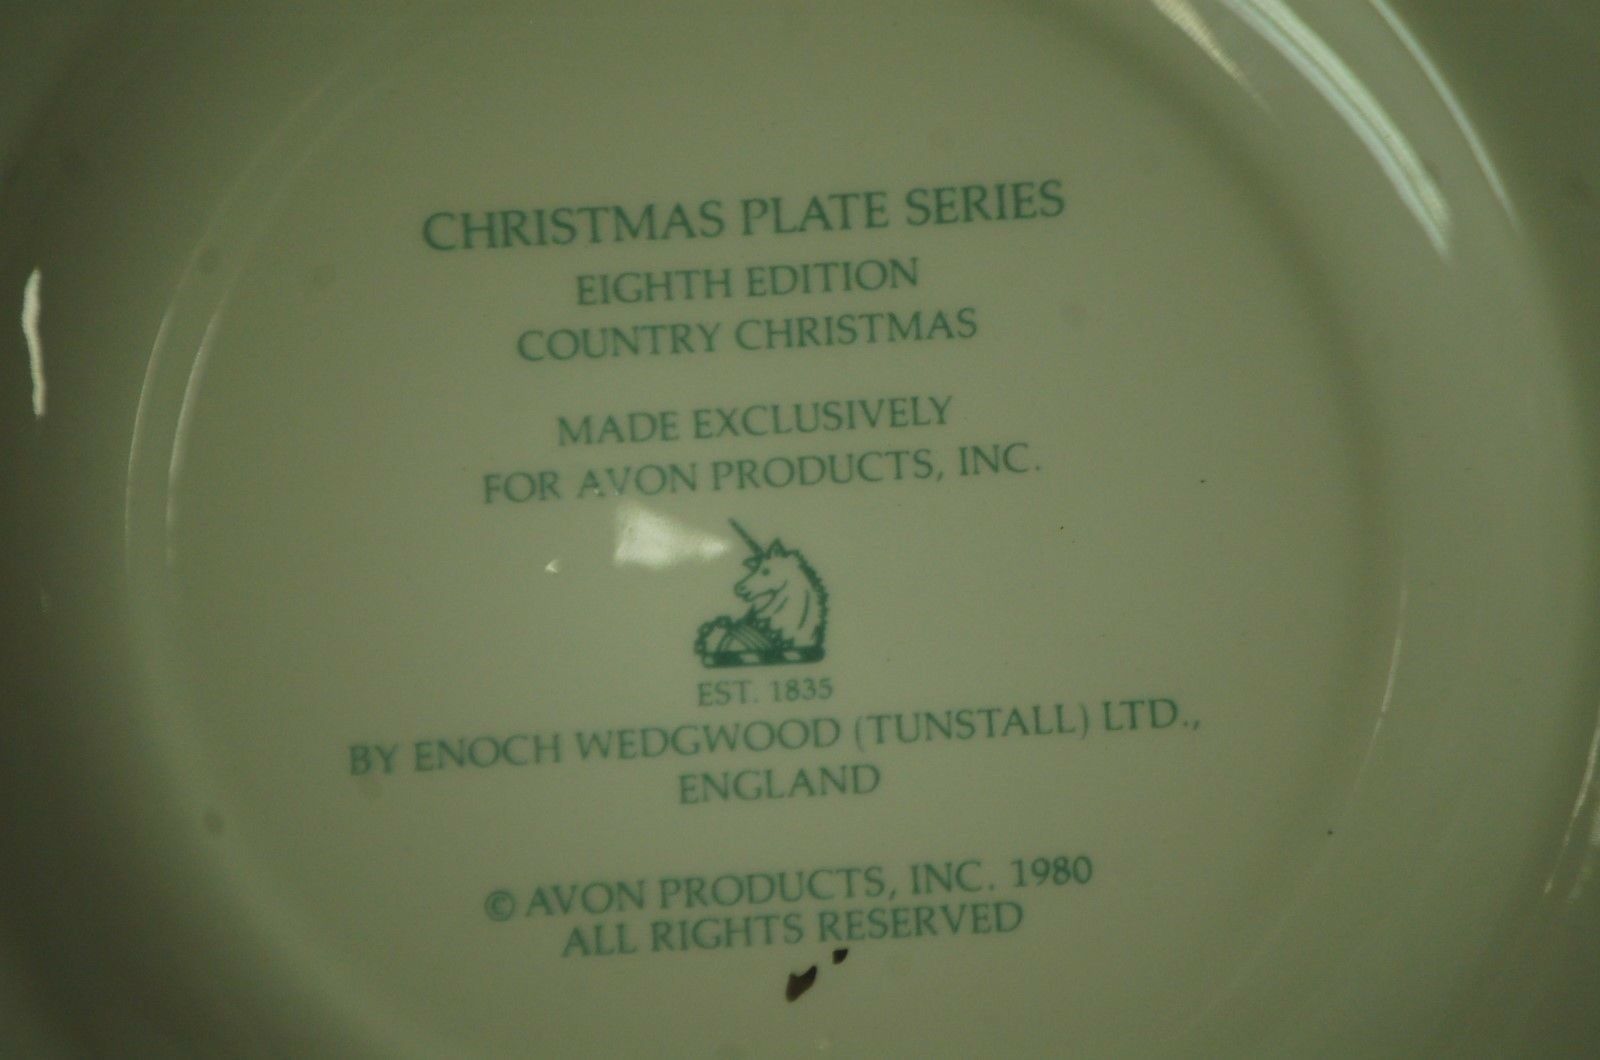 CHRISTMAS PLATE SERIES
EIGHTH EDITION
COUNTRY CHRISTMAS
MADE EXCLUSIVELY
FOR AVON PRODUCTS, INC.
EST. 1835
BY ENOCH WEDGWOOD (TUNSTALL) LTD.,
ENGLAND
© AVON PRODUCTS, INC. 1980
ALL RIGHTS RESERVED